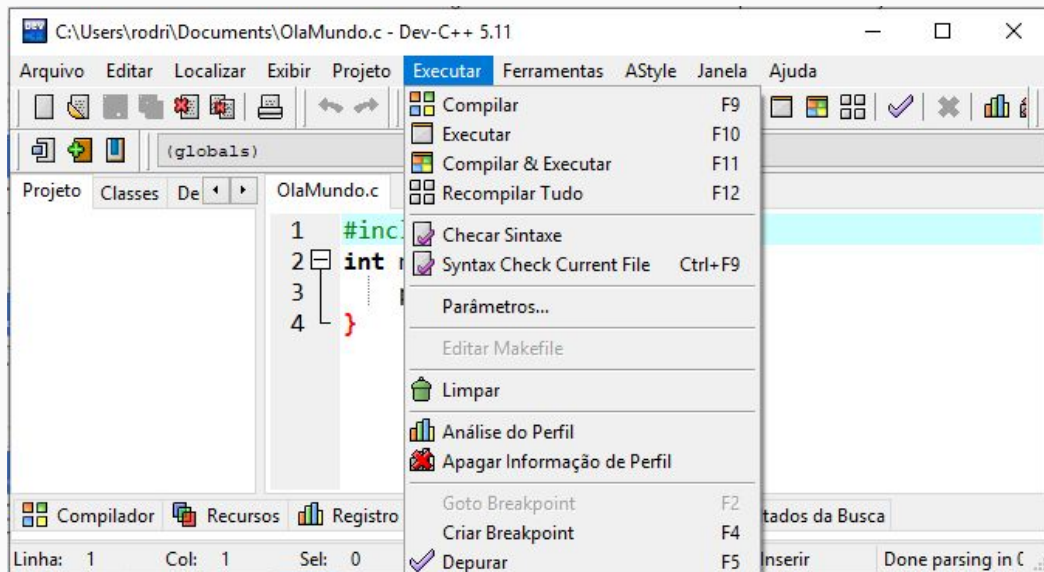 C:\Users\rodri\Documents\OlaMundo.c - Dev-C++ 5.11
Arquivo Editar Localizar Exibir Projeto Executar Ferramentas AStyle Janela Ajuda
(globals)
Projeto Classes De
OlaMundo.c
1 #inc
2 int
3
4 }
Compilar F9
Executar F10
Compilar & Executar F11
Recompilar Tudo F12
Checar Sintaxe
Syntax Check Current File Ctrl+F9
Parâmetros...
Editar Makefile
Limpar
Análise do Perfil
Apagar Informação de Perfil
Goto Breakpoint F2
Criar Breakpoint F4
Depurar F5
Compilador Recursos Registro tados da Busca
Linha: 1 Col: 1 Sel: 0 Inserir Done parsing in